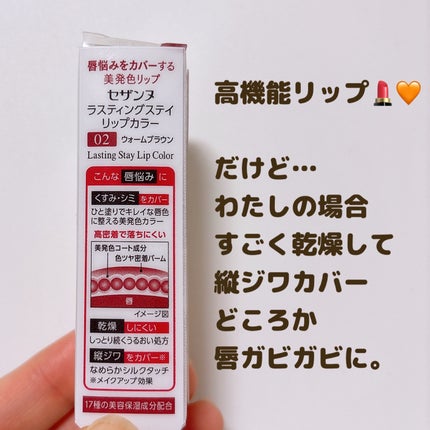 唇悩みをカバーする
美発色リップ
セザンヌ
ラスティングステイ
リップカラー
02 ウォームブラウン
Lasting Stay Lip Color
こんな 唇悩み に
くすみ・シミ をカバー
ひと塗りでキレイな唇色
に整える美発色カラー
高密着で落ちにくい
美発色コート成分
色ツヤ密着バーム
唇
イメージ図
乾燥 しにくい
しっとり続くうるおい処方
縦ジワ をカバー※
なめらかシルクタッチ
※メイクアップ効果
17種の美容保湿成分配合
高機能リップ💄🧡
だけど…
わたしの場合
すごく乾燥して
縦ジワカバー
どころか
唇ガビガビに。